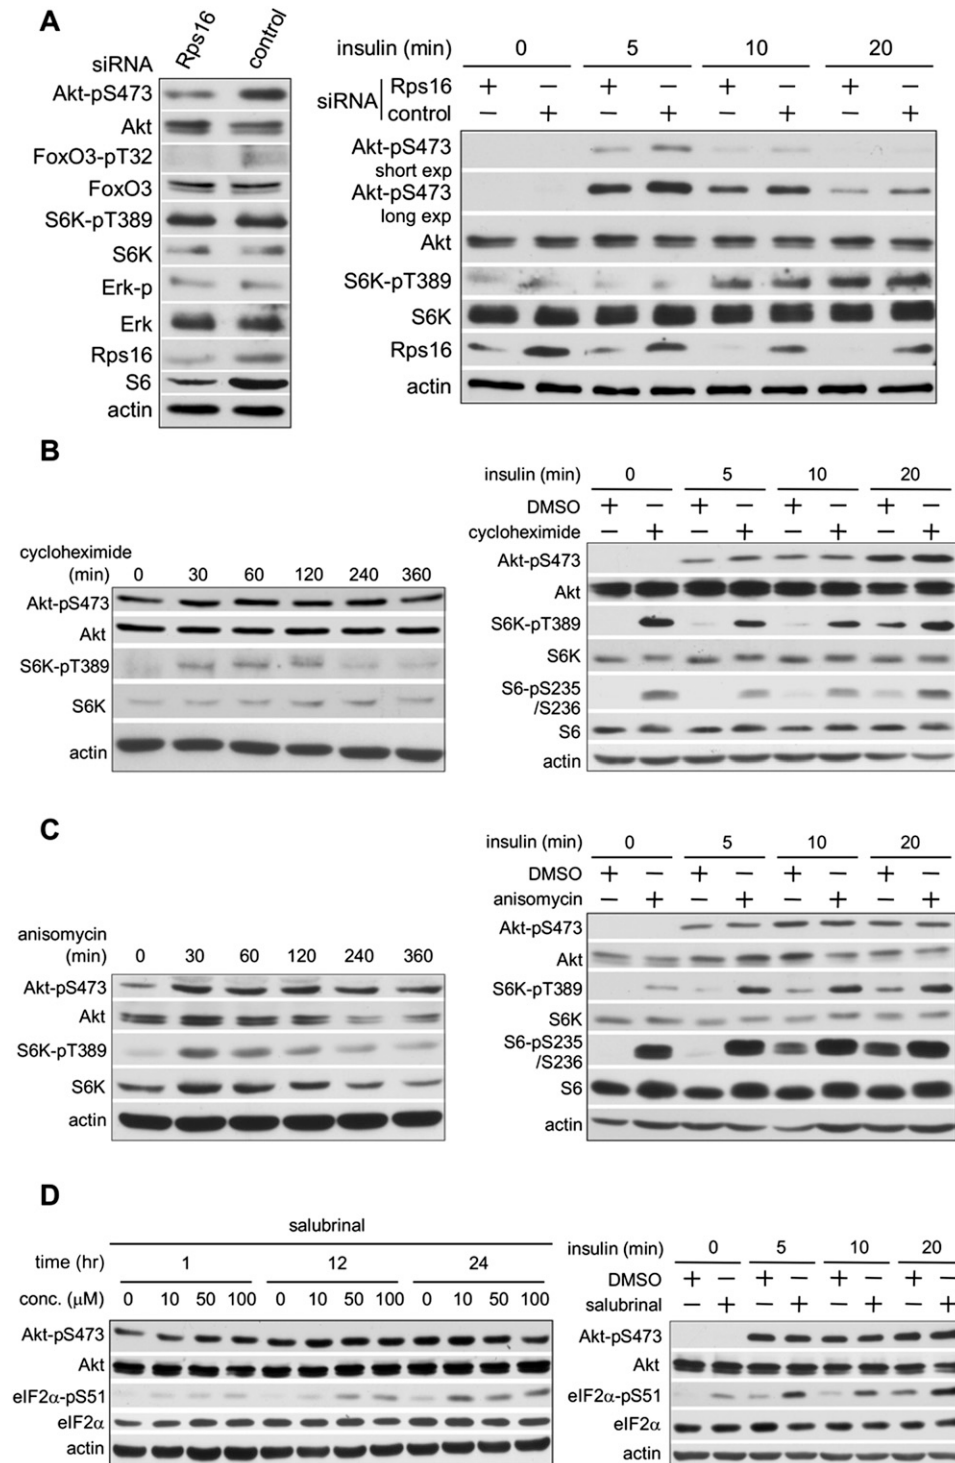 A
siRNA Rps16 control
Akt-pS473
Akt
FoxO3-pT32
FoxO3
S6K-pT389
S6K
Erk-p
Erk
Rps16
S6
actin
insulin (min) 0 5 10 20
siRNA Rps16 + − + − + − + −
control − + − + − + − +
Akt-pS473
short exp
Akt-pS473
long exp
Akt
S6K-pT389
S6K
Rps16
actin
B
cycloheximide
(min) 0 30 60 120 240 360
Akt-pS473
Akt
S6K-pT389
S6K
actin
insulin (min) 0 5 10 20
DMSO + − + − + − + −
cycloheximide − + − + − + − +
Akt-pS473
Akt
S6K-pT389
S6K
S6-pS235
/S236
S6
actin
C
anisomycin
(min) 0 30 60 120 240 360
Akt-pS473
Akt
S6K-pT389
S6K
actin
insulin (min) 0 5 10 20
DMSO + − + − + − + −
anisomycin − + − + − + − +
Akt-pS473
Akt
S6K-pT389
S6K
S6-pS235
/S236
S6
actin
D
salubrinal
time (hr) 1 12 24
conc. (μM) 0 10 50 100 0 10 50 100 0 10 50 100
Akt-pS473
Akt
eIF2α-pS51
eIF2α
actin
insulin (min) 0 5 10 20
DMSO + − + − + − + −
salubrinal − + − + − + − +
Akt-pS473
Akt
eIF2α-pS51
eIF2α
actin